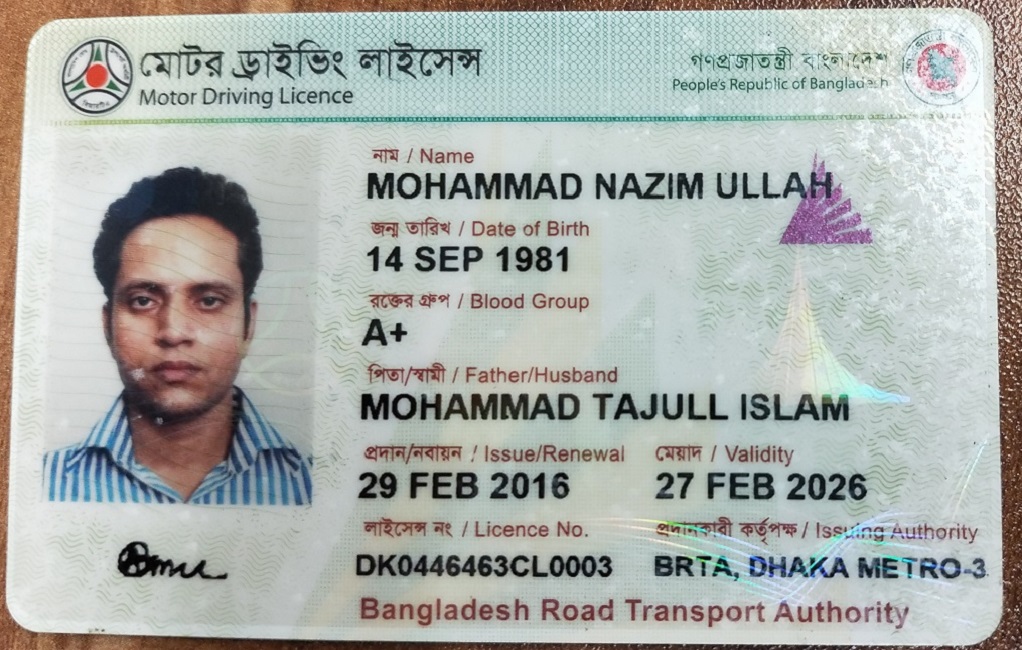 মোটর ড্রাইভিং লাইসেন্স
Motor Driving Licence
গণপ্রজাতন্ত্রী বাংলাদেশ
People's Republic of Bangladesh
নাম / Name
MOHAMMAD NAZIM ULLAH
জন্ম তারিখ / Date of Birth
14 SEP 1981
রক্তের গ্রুপ / Blood Group
A+
পিতা/স্বামী / Father/Husband
MOHAMMAD TAJULL ISLAM
প্রদান/নবায়ন / Issue/Renewal মেয়াদ / Validity
29 FEB 2016 27 FEB 2026
লাইসেন্স নং / Licence No. প্রদানকারী কর্তৃপক্ষ / Issuing Authority
DK0446463CL0003 BRTA, DHAKA METRO-3
Bangladesh Road Transport Authority